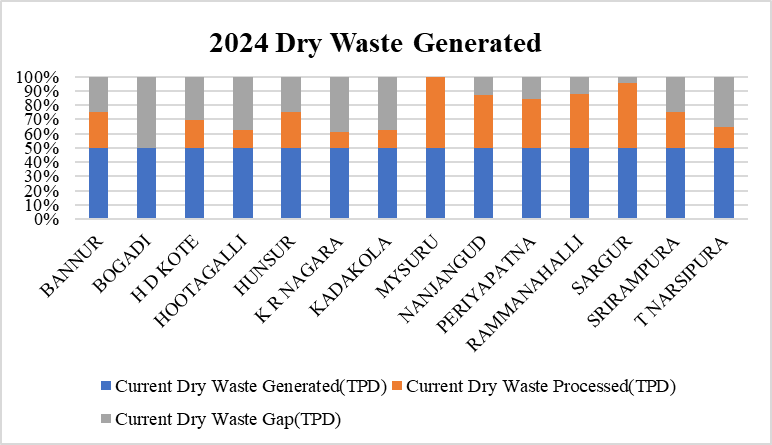 2024 Dry Waste Generated
100%
90%
80%
70%
60%
50%
40%
30%
20%
10%
0%
BANNUR
BOGADI
H D KOTE
HOOTAGALLI
HUNSUR
K R NAGARA
KADAKOLA
MYSURU
NANJANGUD
PERIYAPATNA
RAMMANAHALLI
SARGUR
SRIRAMPURA
T NARSIPURA
Current Dry Waste Generated(TPD)
Current Dry Waste Processed(TPD)
Current Dry Waste Gap(TPD)